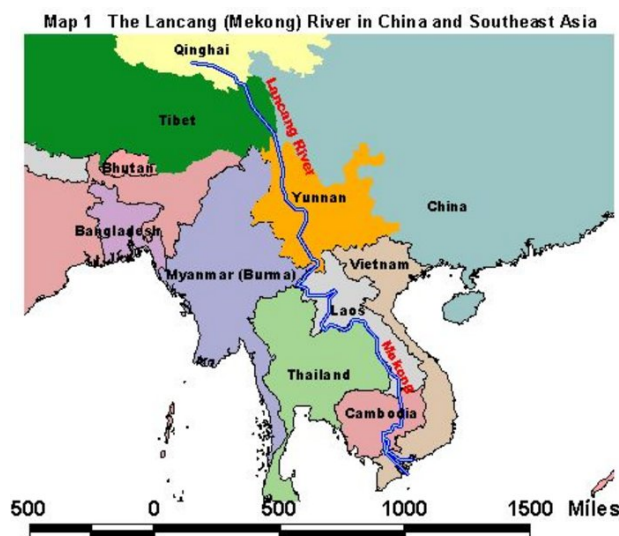 Map 1 The Lancang (Mekong) River in China and Southeast Asia
Qinghai
Lancang River
Tibet
Bhutan
Yunnan
China
Bangladesh
Vietnam
Myanmar (Burma)
Laos
Mekong
Thailand
Cambodia
500 0 500 1000 1500 Miles